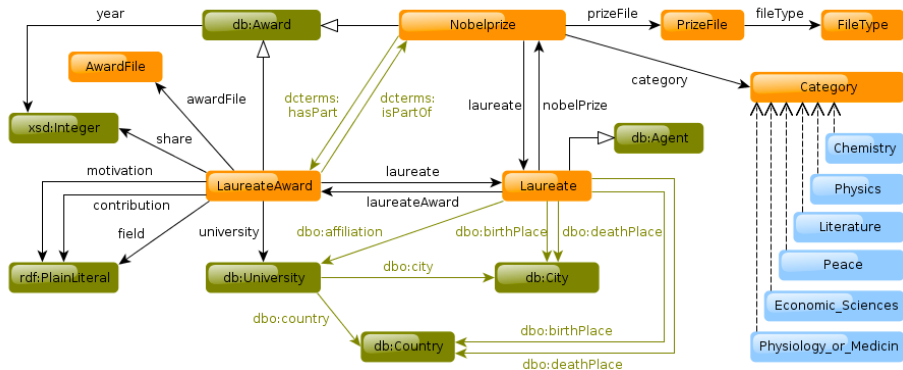 year
db:Award
Nobelprize
prizeFile
PrizeFile
fileType
FileType
AwardFile
awardFile
dcterms:
hasPart
dcterms:
isPartOf
laureate
nobelPrize
category
Category
xsd:Integer
share
db:Agent
Chemistry
motivation
LaureateAward
laureate
Laureate
Physics
contribution
laureateAward
field
university
dbo:affiliation
dbo:birthPlace
dbo:deathPlace
Literature
rdf:PlainLiteral
db:University
dbo:city
db:City
Peace
dbo:country
dbo:birthPlace
Economic_Sciences
db:Country
dbo:deathPlace
Physiology_or_Medicin